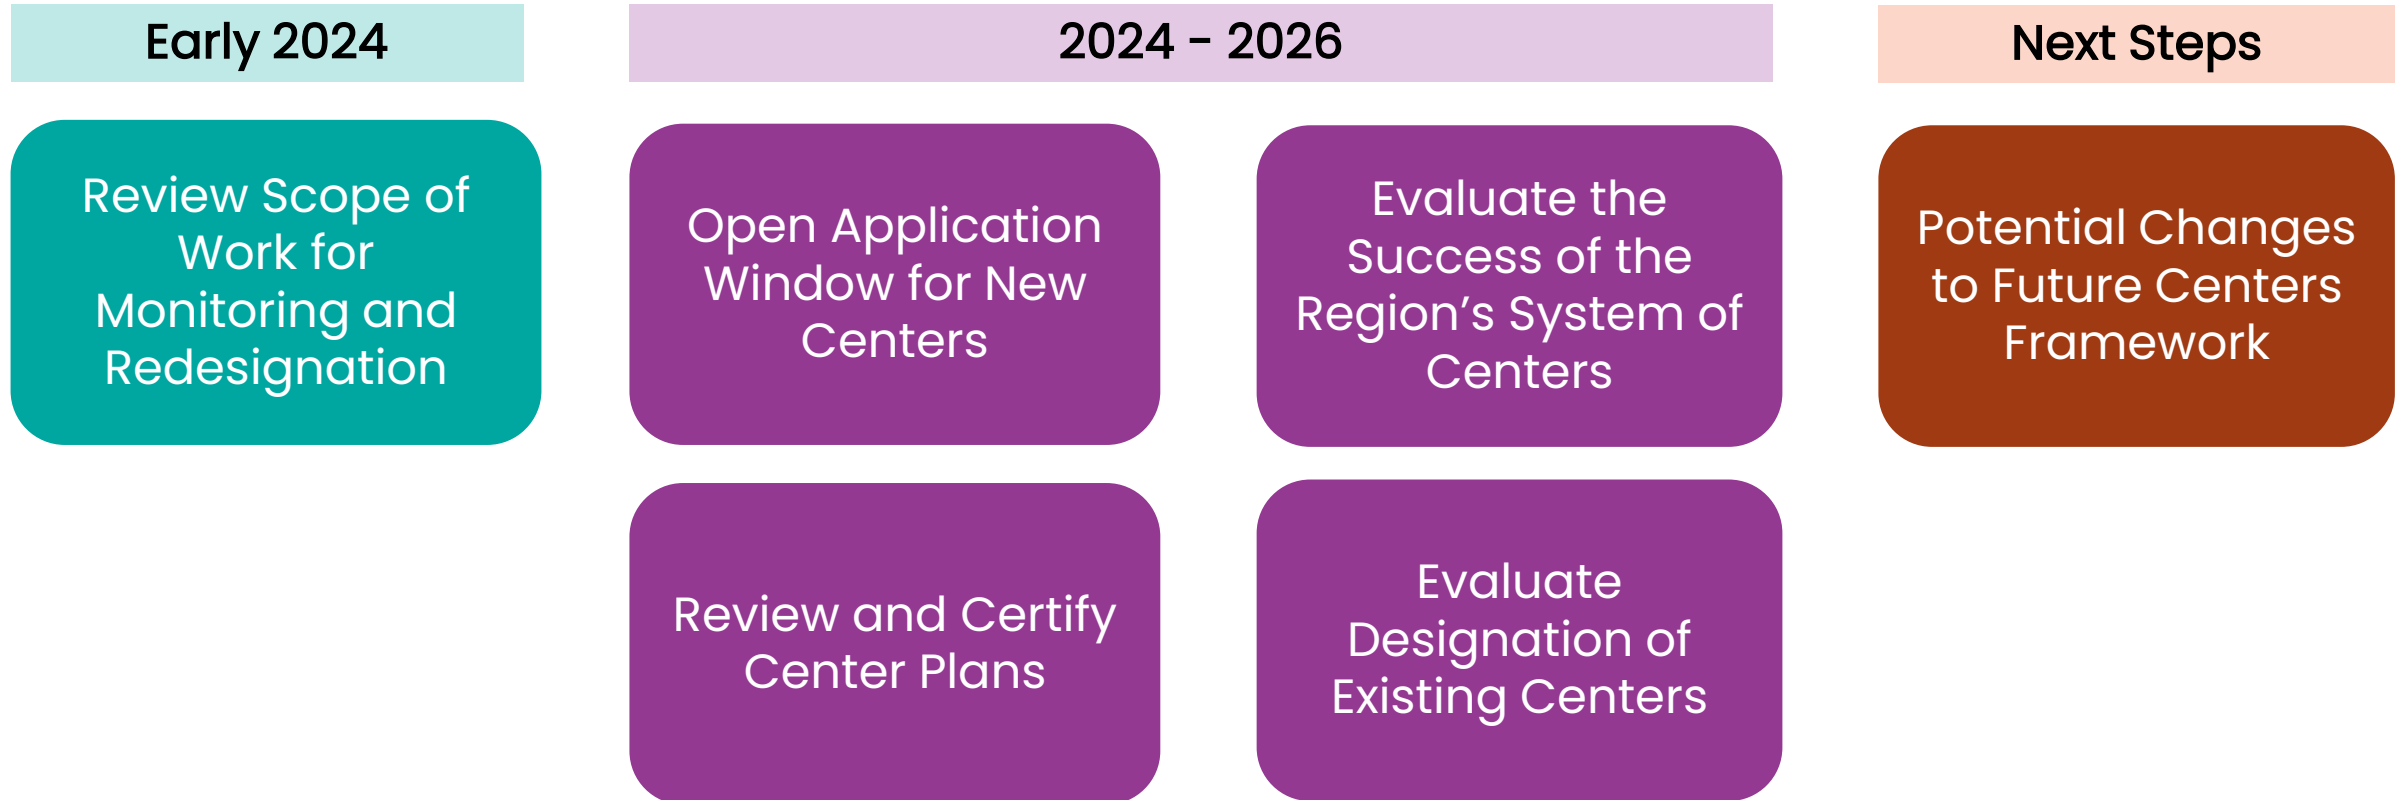 Early 2024
2024 - 2026
Next Steps
Review Scope of
Work for
Monitoring and
Redesignation
Open Application
Window for New
Centers
Evaluate the
Success of the
Region’s System of
Centers
Potential Changes
to Future Centers
Framework
Review and Certify
Center Plans
Evaluate
Designation of
Existing Centers